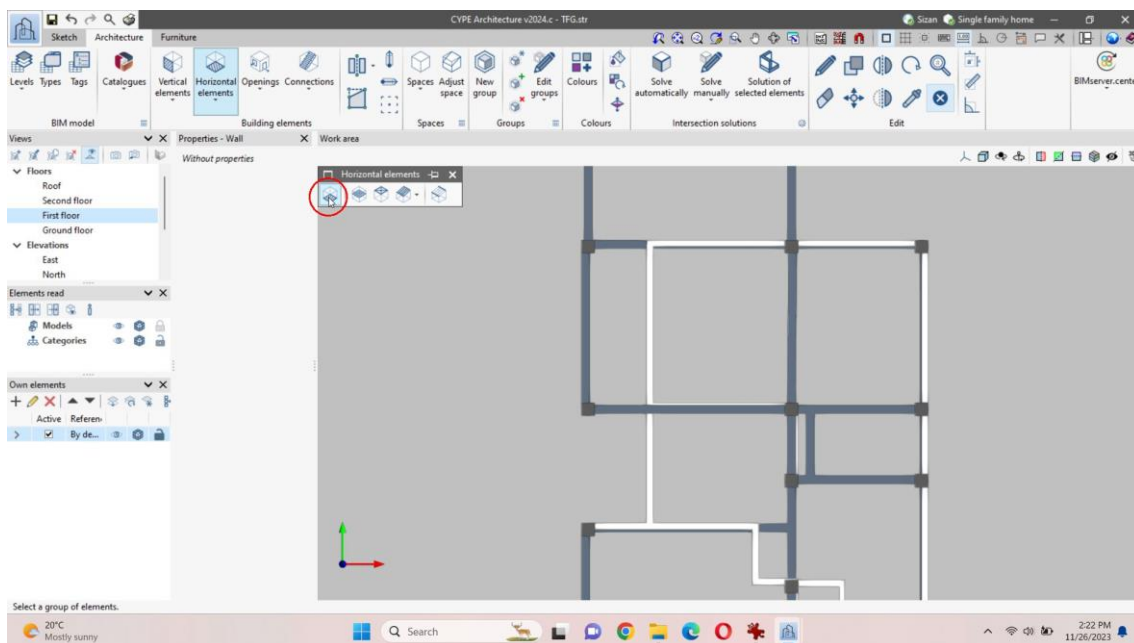 CYPE Architecture v2024.c - TFG.str
Sizan
Single family home
Sketch
Architecture
Furniture
Levels
Types
Tags
Catalogues
Vertical elements
Horizontal elements
Openings
Connections
Spaces
Adjust space
New group
Edit groups
Colours
Solve automatically
Solve manually
Solution of selected elements
BIMserver.cente
BIM model
Building elements
Spaces
Groups
Colours
Intersection solutions
Edit
Views
Properties - Wall
Work area
Without properties
Horizontal elements
Floors
Roof
Second floor
First floor
Ground floor
Elevations
East
North
Elements read
Models
Categories
Own elements
Active
Referen
By de...
Select a group of elements.
20°C
Mostly sunny
Search
2:22 PM
11/26/2023